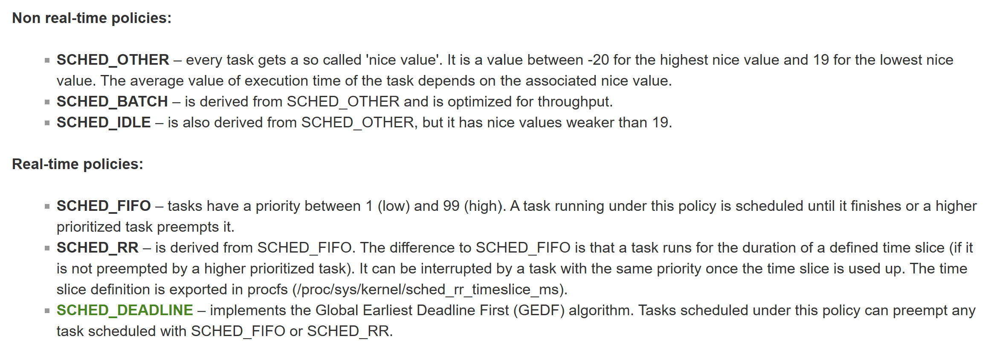 Non real-time policies:
SCHED_OTHER – every task gets a so called 'nice value'. It is a value between -20 for the highest nice value and 19 for the lowest nice
value. The average value of execution time of the task depends on the associated nice value.
SCHED_BATCH – is derived from SCHED_OTHER and is optimized for throughput.
SCHED_IDLE – is also derived from SCHED_OTHER, but it has nice values weaker than 19.
Real-time policies:
SCHED_FIFO – tasks have a priority between 1 (low) and 99 (high). A task running under this policy is scheduled until it finishes or a higher
prioritized task preempts it.
SCHED_RR – is derived from SCHED_FIFO. The difference to SCHED_FIFO is that a task runs for the duration of a defined time slice (if it
is not preempted by a higher prioritized task). It can be interrupted by a task with the same priority once the time slice is used up. The time
slice definition is exported in procfs (/proc/sys/kernel/sched_rr_timeslice_ms).
SCHED_DEADLINE – implements the Global Earliest Deadline First (GEDF) algorithm. Tasks scheduled under this policy can preempt any
task scheduled with SCHED_FIFO or SCHED_RR.